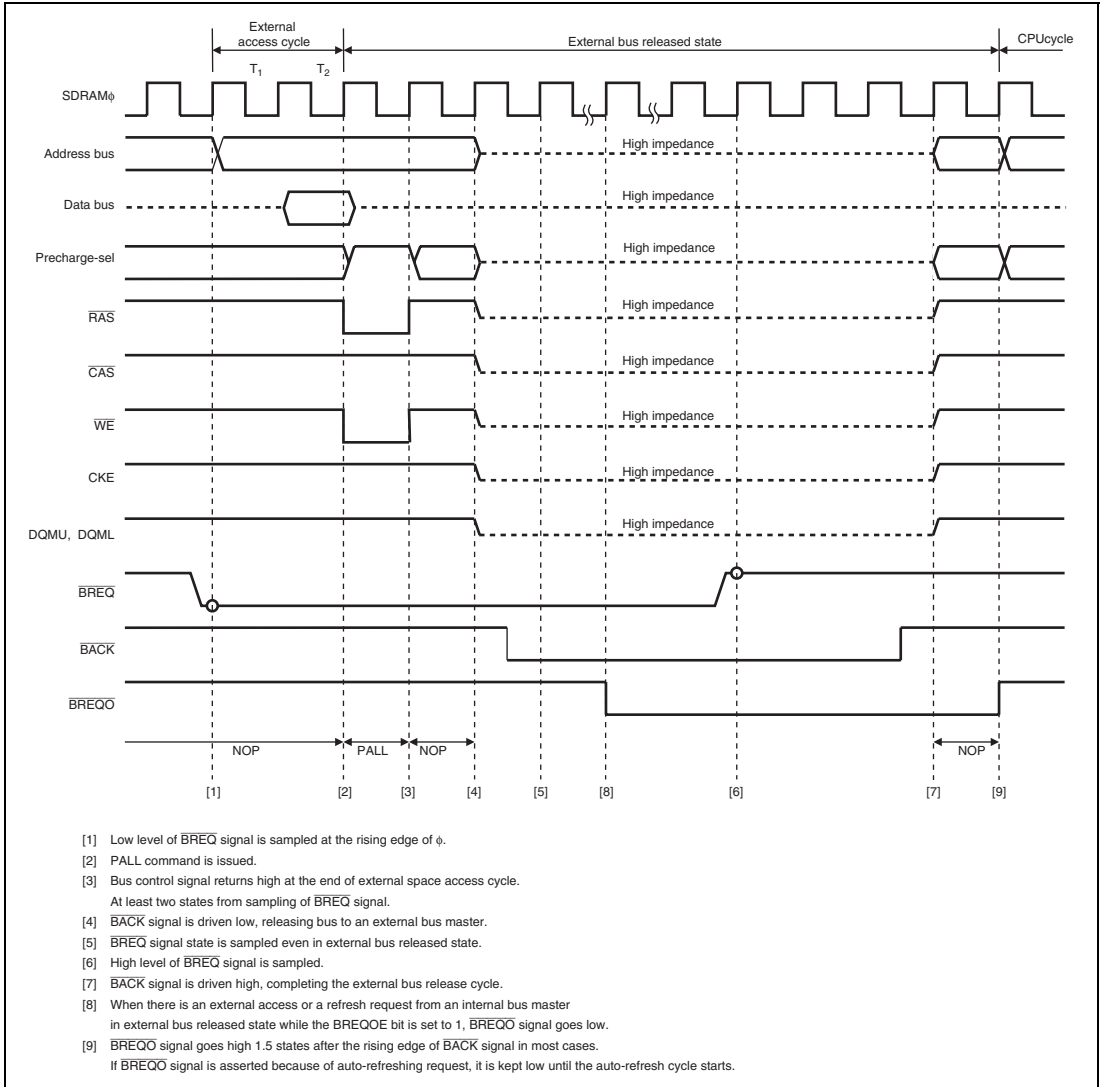 External
access cycle
External bus released state
CPUcycle
T1
T2
SDRAMφ
Address bus
High impedance
Data bus
High impedance
Precharge-sel
High impedance
RAS
High impedance
CAS
High impedance
WE
High impedance
CKE
High impedance
DQMU, DQML
High impedance
BREQ
BACK
BREQO
NOP
PALL
NOP
NOP
[1]
[2]
[3]
[4]
[5]
[8]
[6]
[7]
[9]
[1] Low level of BREQ signal is sampled at the rising edge of φ.
[2] PALL command is issued.
[3] Bus control signal returns high at the end of external space access cycle.
At least two states from sampling of BREQ signal.
[4] BACK signal is driven low, releasing bus to an external bus master.
[5] BREQ signal state is sampled even in external bus released state.
[6] High level of BREQ signal is sampled.
[7] BACK signal is driven high, completing the external bus release cycle.
[8] When there is an external access or a refresh request from an internal bus master
in external bus released state while the BREQOE bit is set to 1, BREQO signal goes low.
[9] BREQO signal goes high 1.5 states after the rising edge of BACK signal in most cases.
If BREQO signal is asserted because of auto-refreshing request, it is kept low until the auto-refresh cycle starts.